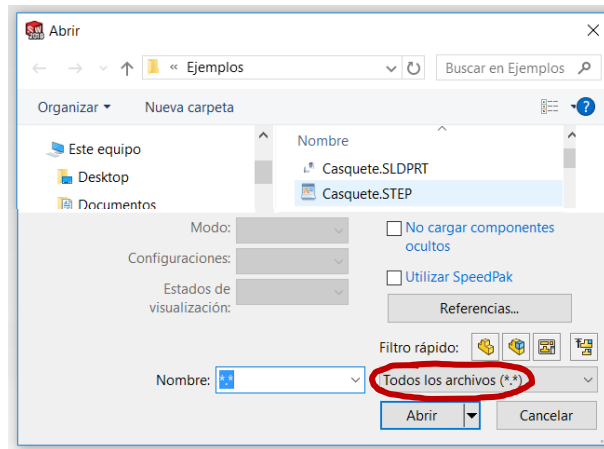 Abrir
« Ejemplos
Buscar en Ejemplos
Organizar
Nueva carpeta
Este equipo
Desktop
Documentos
Nombre
Casquete.SLDPRT
Casquete.STEP
Modo:
Configuraciones:
Estados de
visualización:
No cargar componentes
ocultos
Utilizar SpeedPak
Referencias...
Filtro rápido:
Nombre: *.*
Todos los archivos (*.*)
Abrir
Cancelar